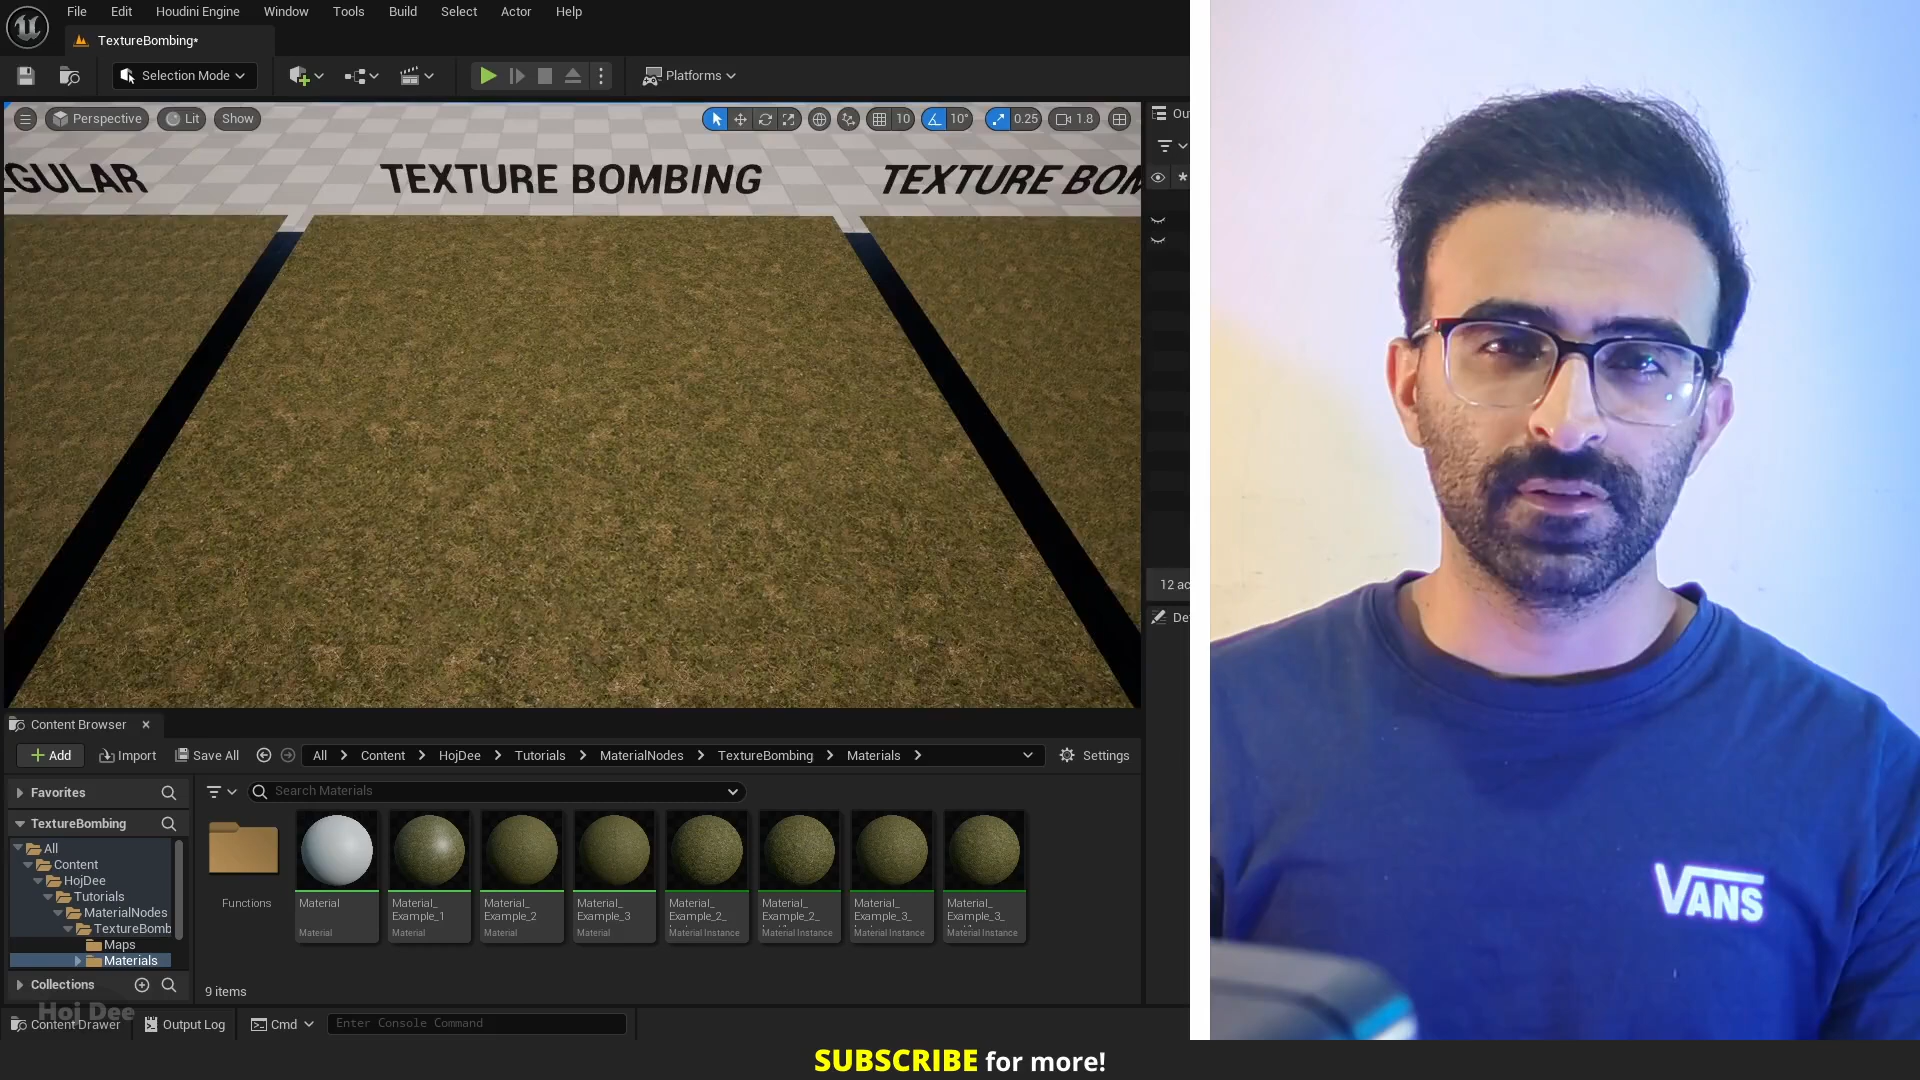 File Edit Houdini Engine Window Tools Build Select Actor Help
TextureBombing*
Selection Mode Platforms
Perspective Lit Show 10 10° 0.25 1.8
GULAR TEXTURE BOMBING TEXTURE BOM
12 ac
Content Browser
Add Import Save All All Content HojDee Tutorials MaterialNodes TextureBombing Materials Settings
Favorites
Search Materials
TextureBombing
All
Content
HojDee
Tutorials
MaterialNodes
TextureBomb
Maps
Materials
Collections
Functions
Material
Material
Material_
Example_1
Material
Material_
Example_2
Material
Material_
Example_3
Material
Material_
Example_2_
Material Instance
Material_
Example_2_
Material Instance
Material_
Example_3_
Material Instance
Material_
Example_3_
Material Instance
9 items
Hoj Dee
Content Drawer Output Log Cmd Enter Console Command
VANS
SUBSCRIBE for more!